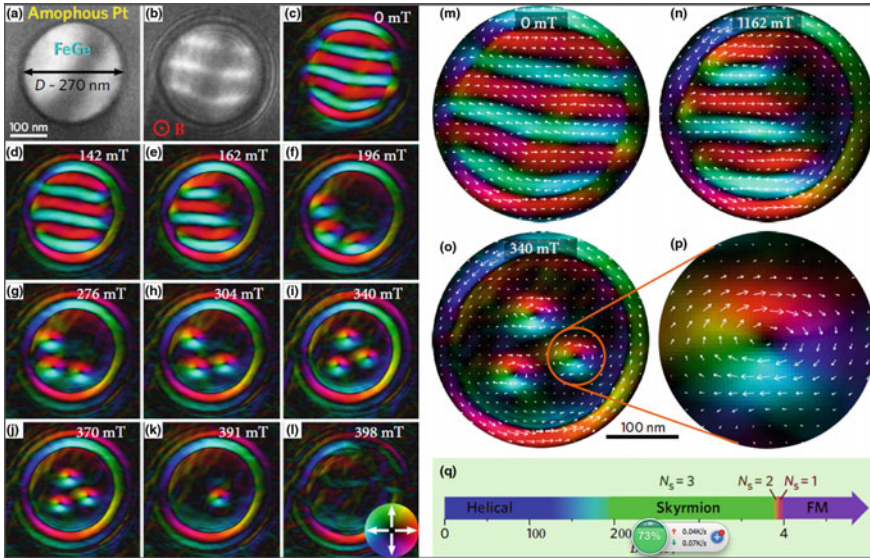 (a) Amophous Pt
FeGe
D - 270 nm
100 nm
(b)
B
(c) 0 mT
(d) 142 mT
(e) 162 mT
(f) 196 mT
(g) 276 mT
(h) 304 mT
(i) 340 mT
(j) 370 mT
(k) 391 mT
(l) 398 mT
(m) 0 mT
(n) 1162 mT
(o) 340 mT
100 nm
(p)
(q)
Ns = 3 Ns = 2 Ns = 1
Helical Skyrmion FM
0 100 200 4
73%
0.04K/s
0.07K/s